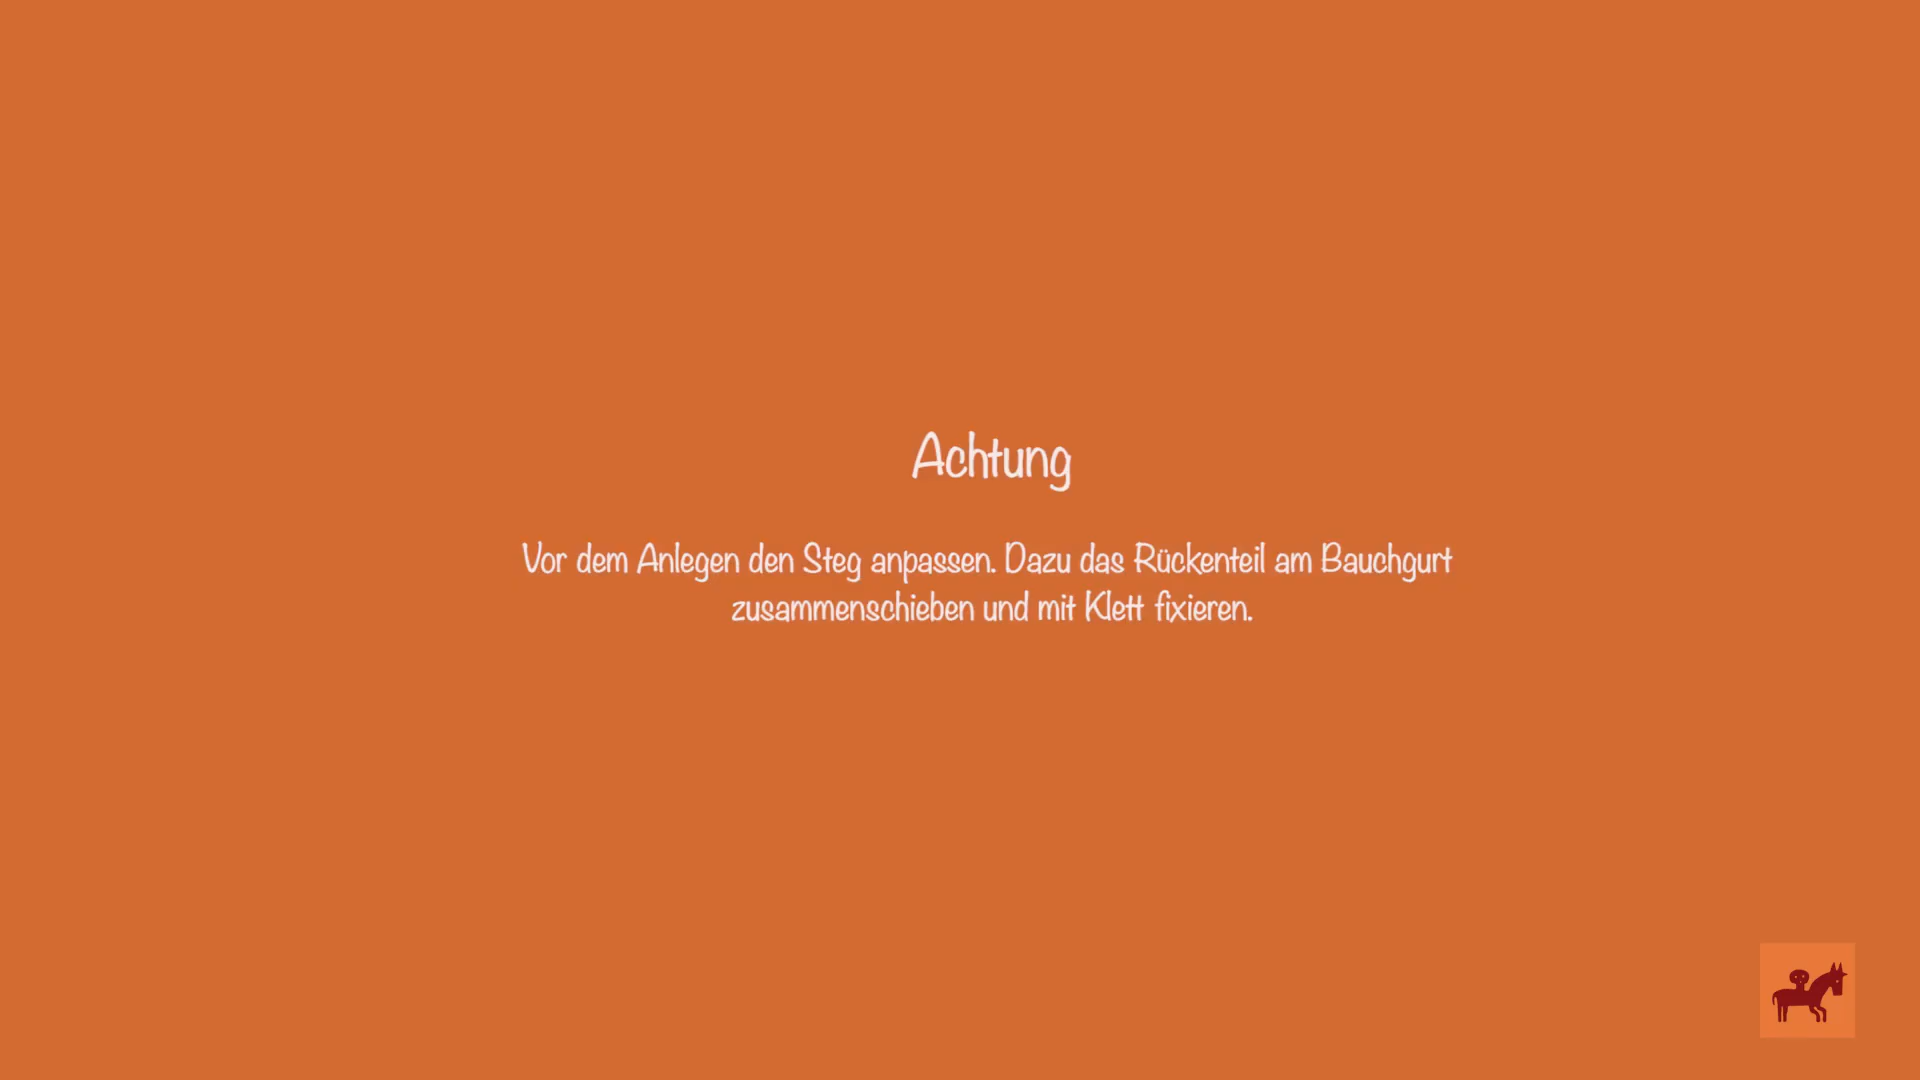 Achtung
Vor dem Anlegen den Steg anpassen. Dazu das Rückenteil am Bauchgurt
zusammenschieben und mit Klett fixieren.